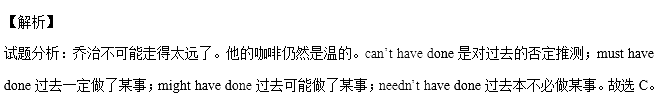 【解析】
试题分析：乔治不可能走得太远了。他的咖啡仍然是温的。can't have done 是对过去的否定推测；must have
done 过去一定做了某事；might have done 过去可能做了某事；needn't have done 过去本不必做某事。故选 C。